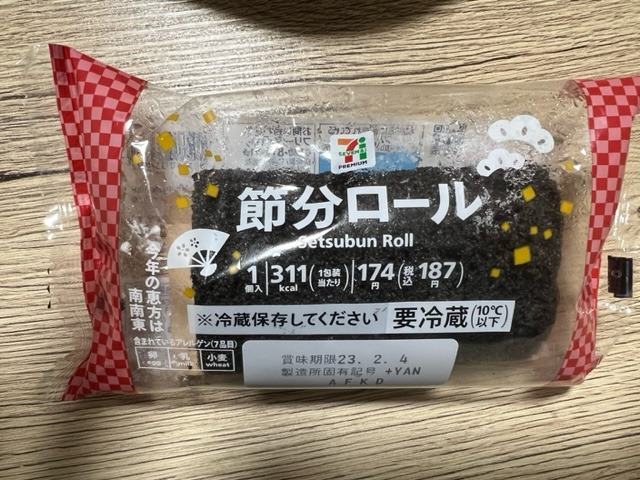 7
SEVEN & i
PREMIUM
節分ロール
Setsubun Roll
1個入 311kcal (1包装当たり) 174円 (税込187円)
※冷蔵保存してください 要冷蔵 (10℃以下)
今年の恵方は
南南東
含まれているアレルゲン(7品目)
卵 egg 乳 milk 小麦 wheat
賞味期限23. 2. 4
製造所固有記号 +YAN
AFKD